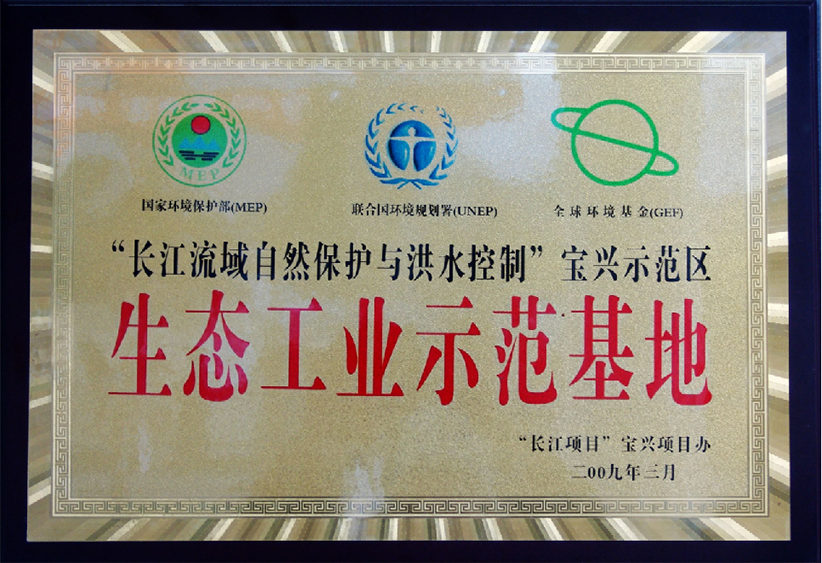 MEP
国家环境保护部(MEP)
联合国环境规划署(UNEP)
全球环境基金(GEF)
“长江流域自然保护与洪水控制”宝兴示范区
生态工业示范基地
“长江项目”宝兴项目办
二00九年三月